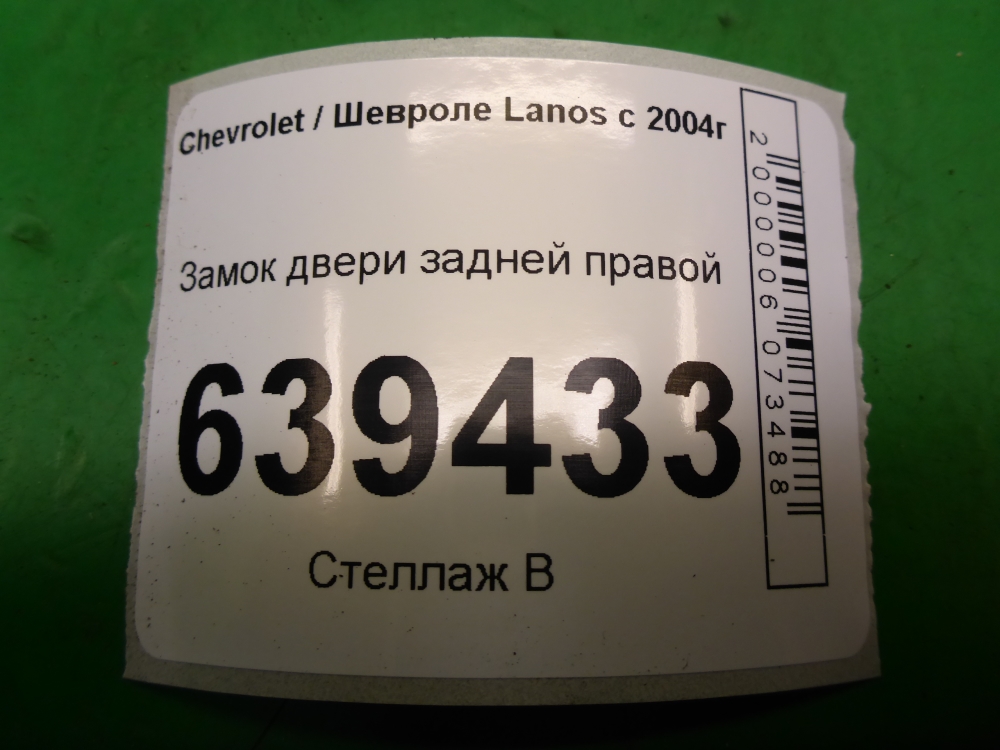 Chevrolet / Шевроле Lanos с 2004г
Замок двери задней правой
639433
Стеллаж В
2000006073488